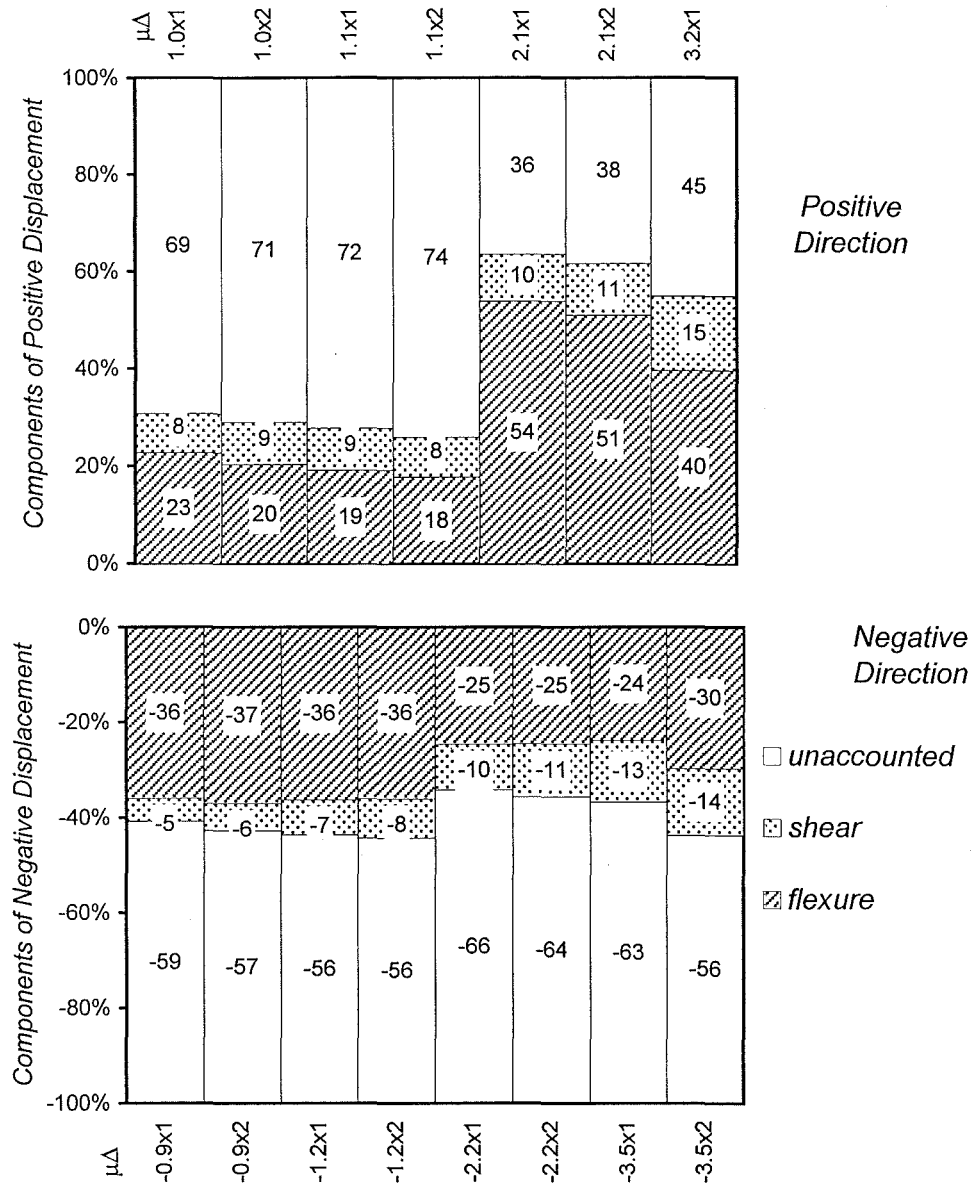 μΔ 1.0x1 1.0x2 1.1x1 1.1x2 2.1x1 2.1x2 3.2x1
Components of Positive Displacement
100%
80%
60%
40%
20%
0%
69 71 72 74 36 38 45
8 9 9 8 10 11 15
23 20 19 18 54 51 40
Positive
Direction
Components of Negative Displacement
0%
-20%
-40%
-60%
-80%
-100%
-36 -37 -36 -36 -25 -25 -24 -30
-5 -6 -7 -8 -10 -11 -13 -14
-59 -57 -56 -56 -66 -64 -63 -56
μΔ -0.9x1 -0.9x2 -1.2x1 -1.2x2 -2.2x1 -2.2x2 -3.5x1 -3.5x2
Negative
Direction
unaccounted
shear
flexure